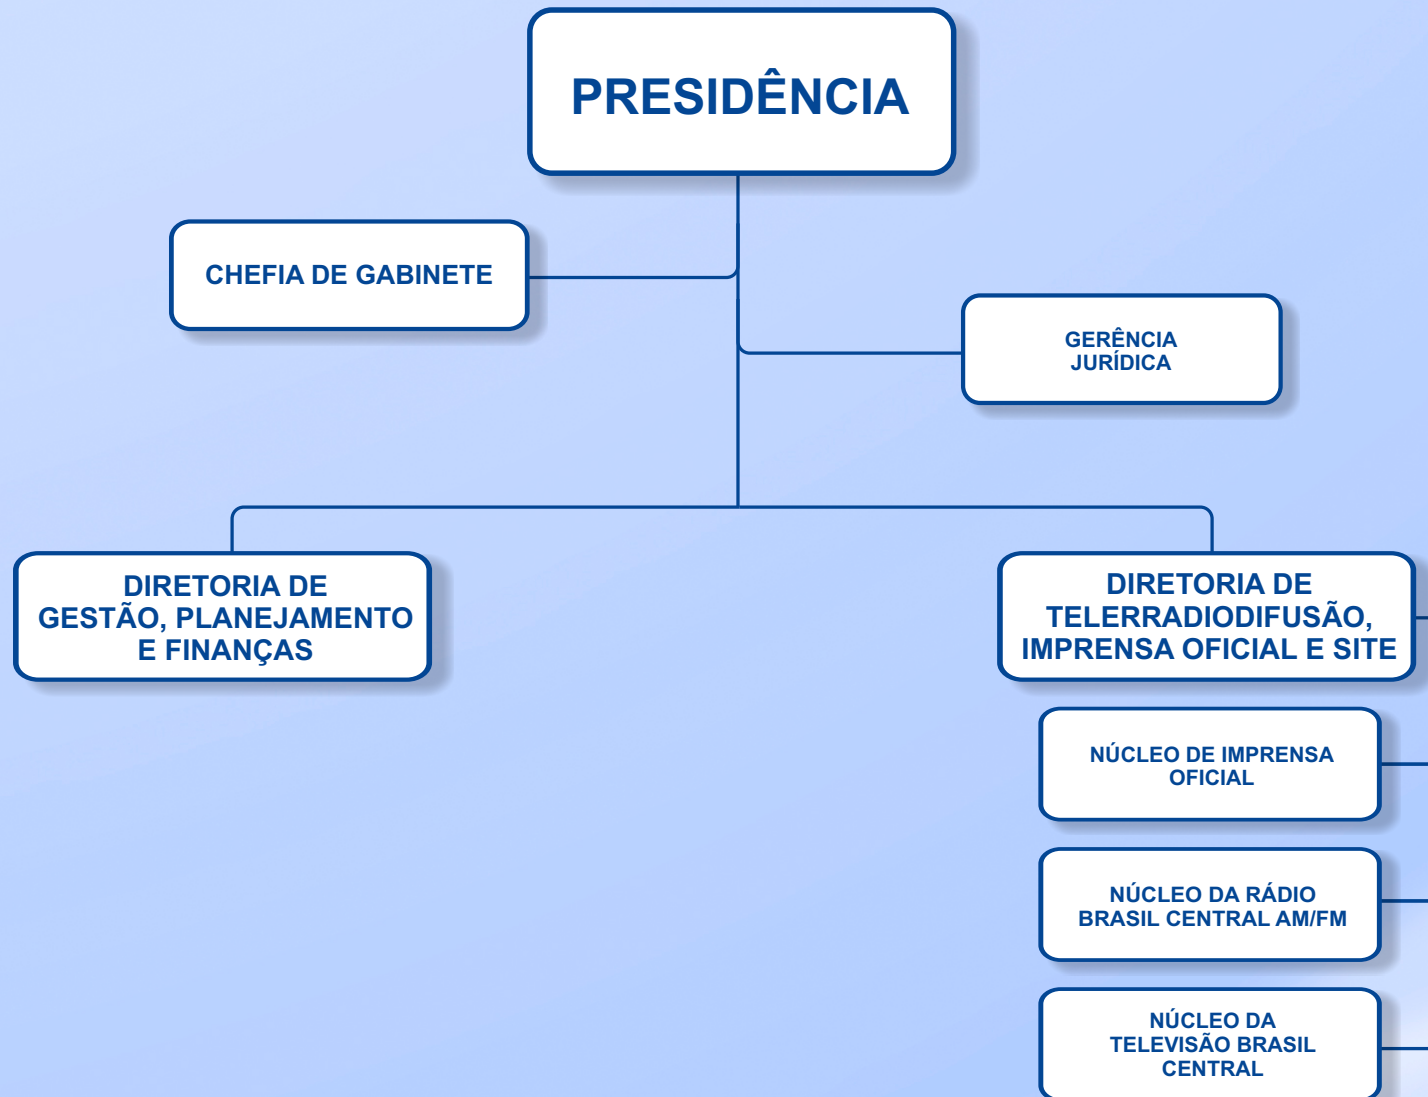 PRESIDÊNCIA
CHEFIA DE GABINETE
GERÊNCIA
JURÍDICA
DIRETORIA DE
GESTÃO, PLANEJAMENTO
E FINANÇAS
DIRETORIA DE
TELERRADIODIFUSÃO,
IMPRENSA OFICIAL E SITE
NÚCLEO DE IMPRENSA
OFICIAL
NÚCLEO DA RÁDIO
BRASIL CENTRAL AM/FM
NÚCLEO DA
TELEVISÃO BRASIL
CENTRAL